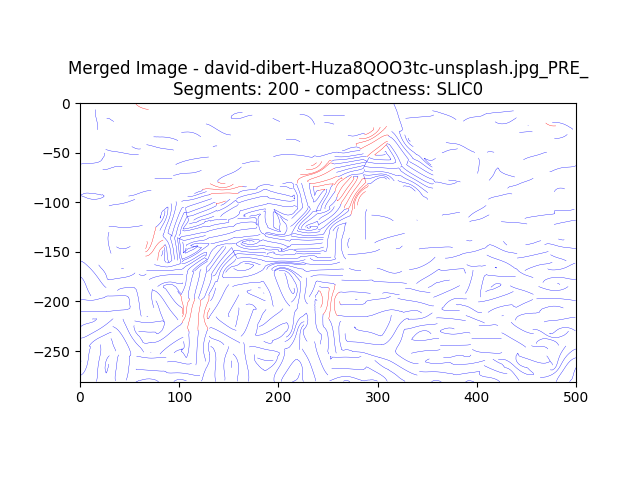 Merged Image - david-dibert-Huza8QOO3tc-unsplash.jpg_PRE_
Segments: 200 - compactness: SLIC0
0
−50
−100
−150
−200
−250
0 100 200 300 400 500